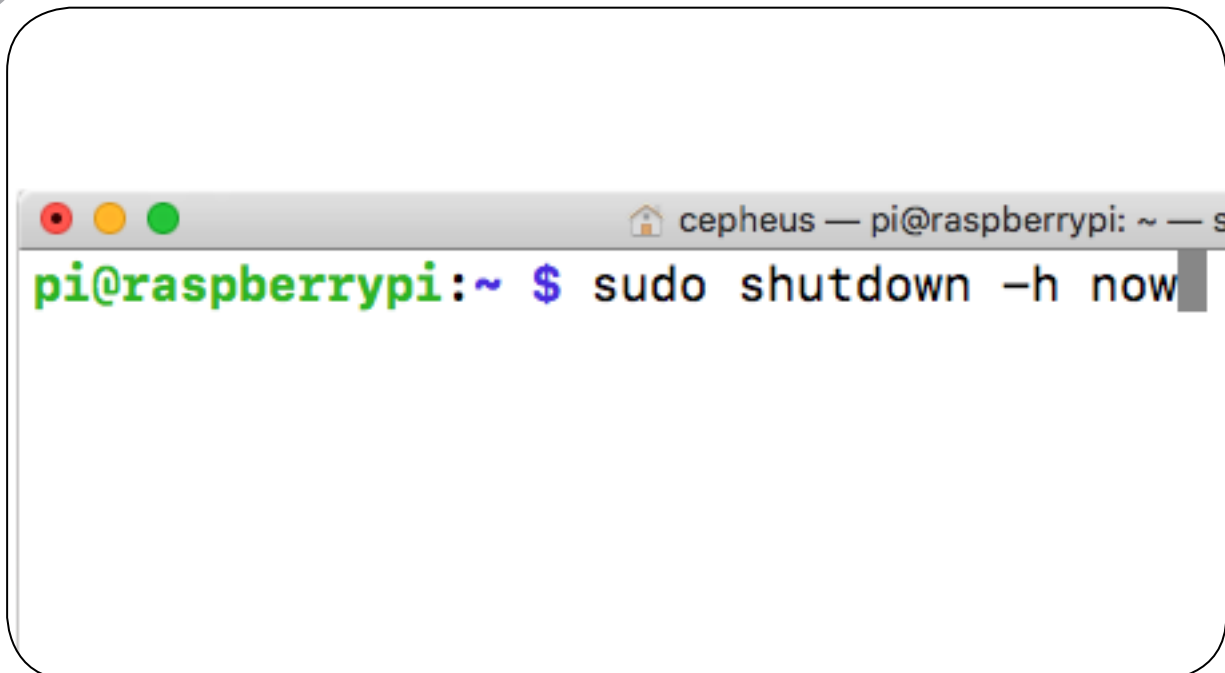 cepheus — pi@raspberrypi: ~ — s
pi@raspberrypi:~ $ sudo shutdown -h now